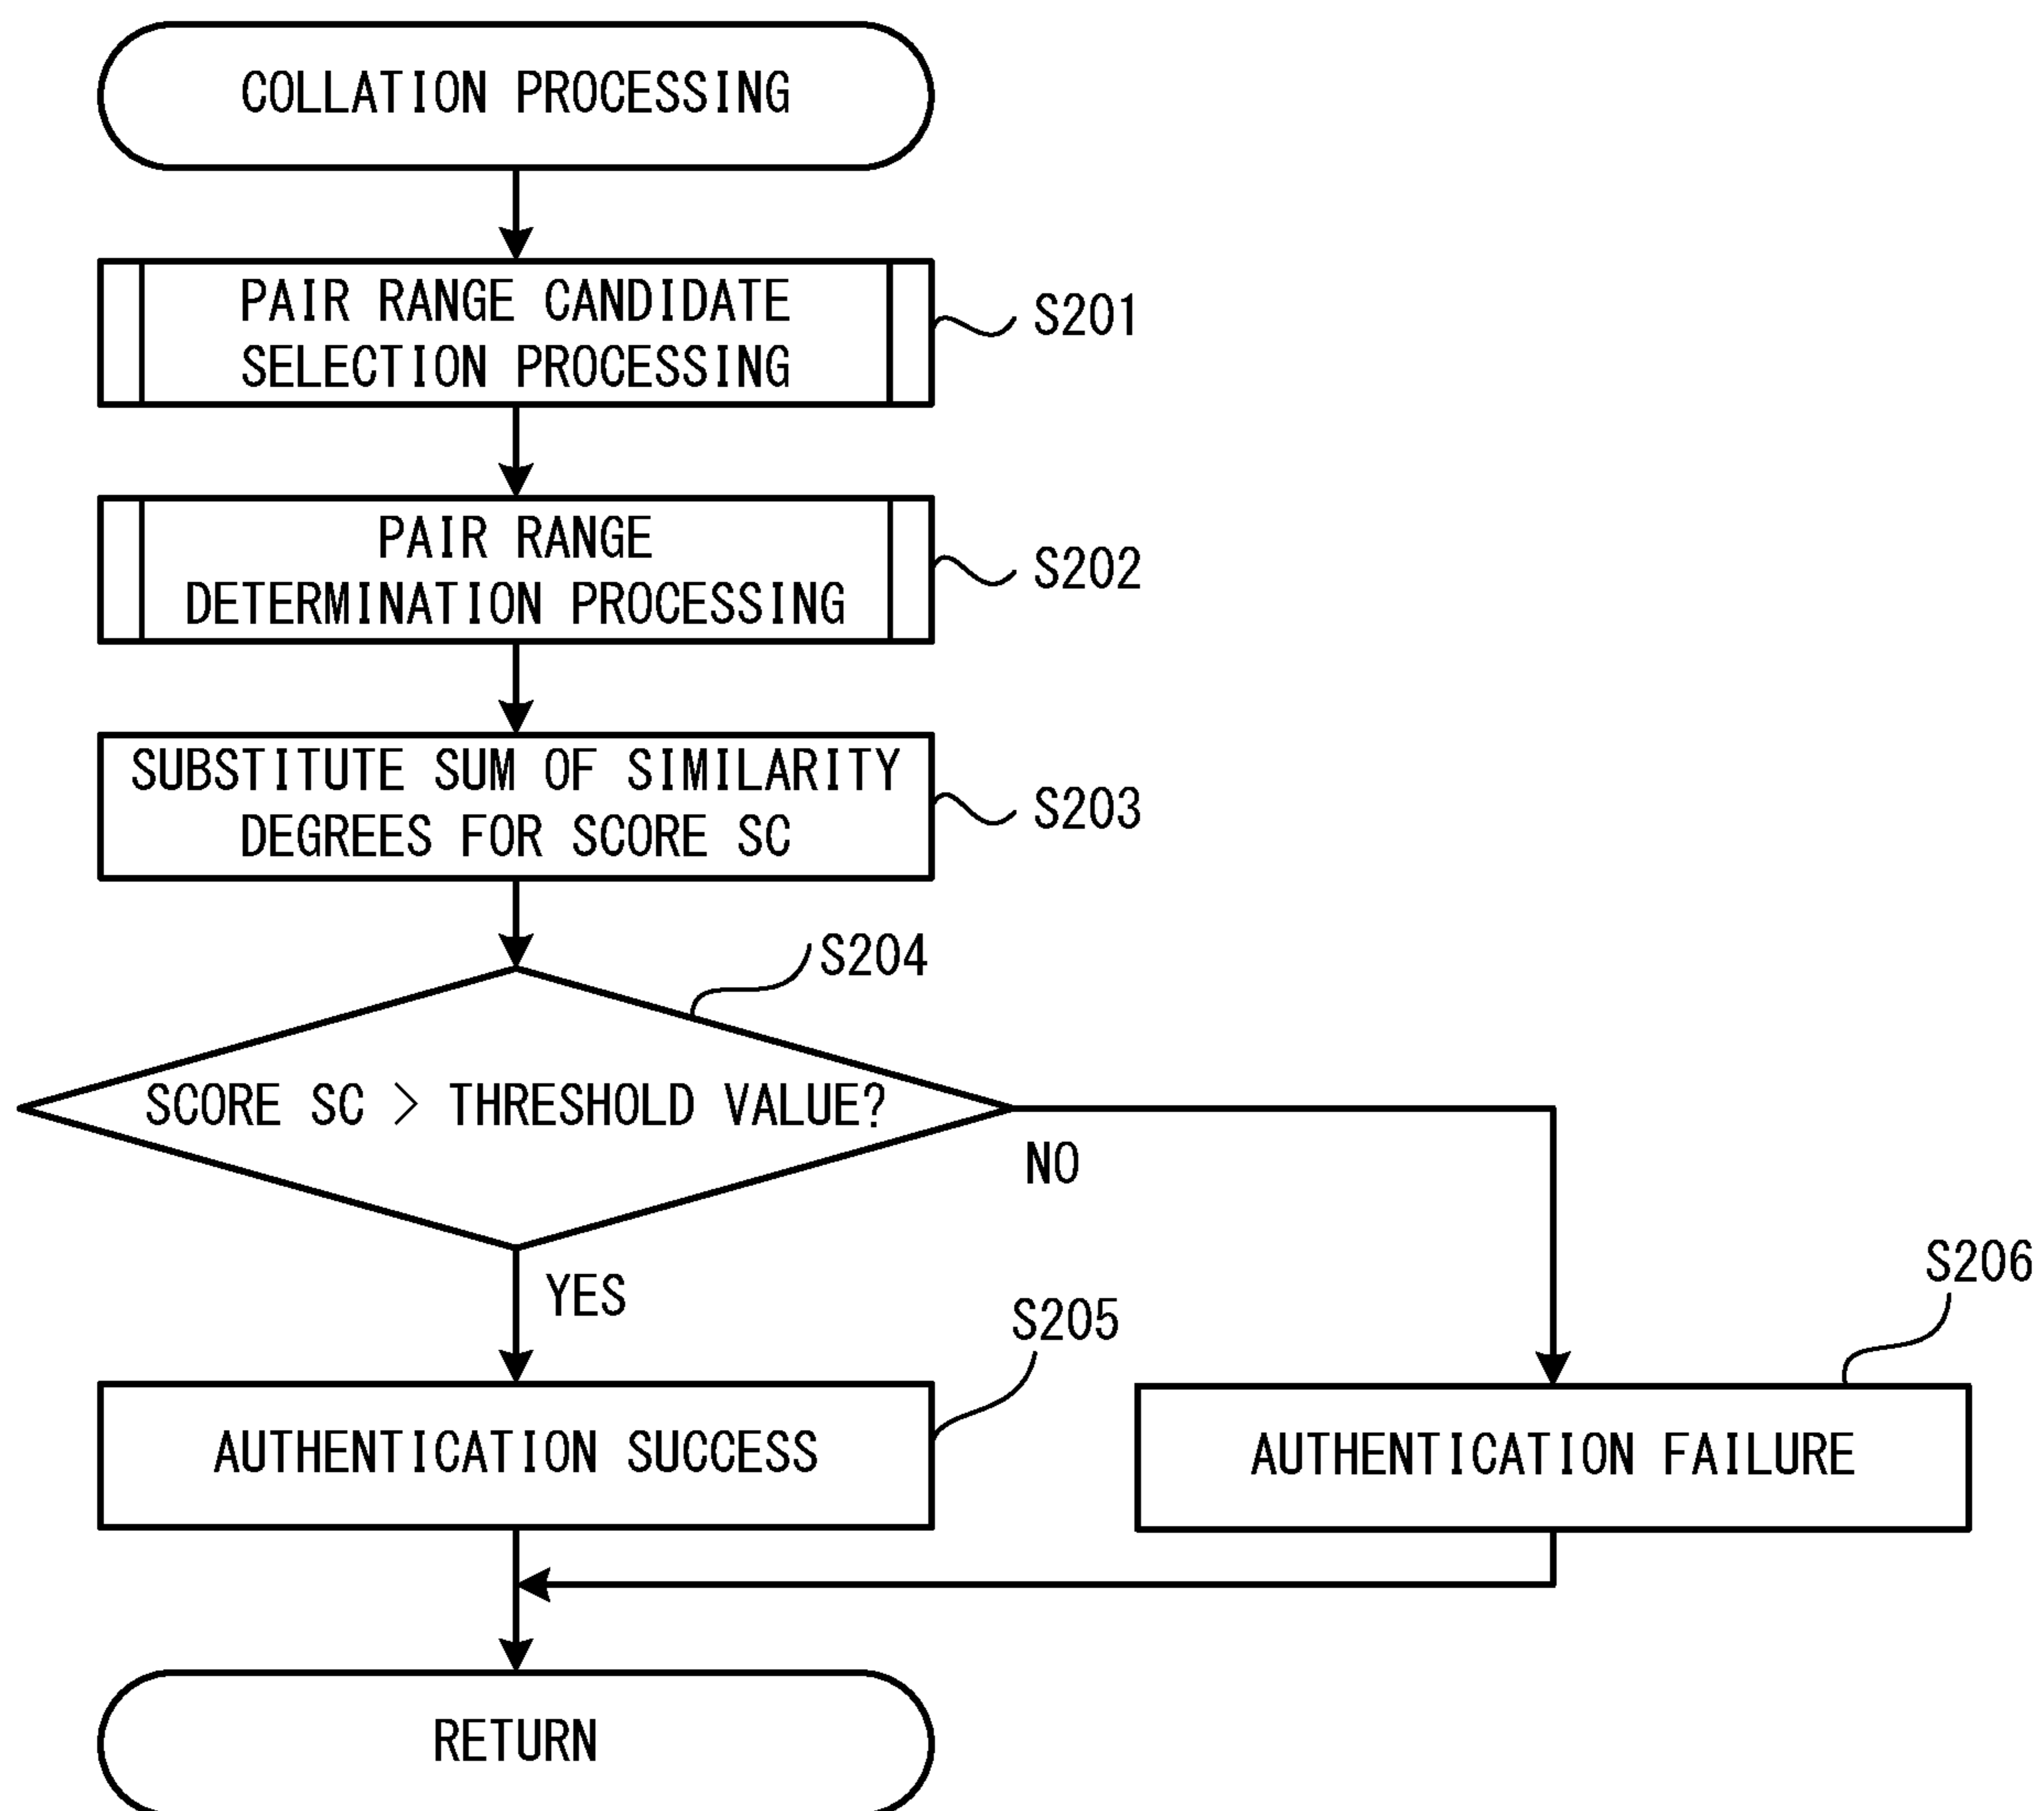 COLLATION PROCESSING
PAIR RANGE CANDIDATE
SELECTION PROCESSING
S201
PAIR RANGE
DETERMINATION PROCESSING
S202
SUBSTITUTE SUM OF SIMILARITY
DEGREES FOR SCORE SC
S203
S204
SCORE SC > THRESHOLD VALUE?
NO
YES
S205
S206
AUTHENTICATION SUCCESS
AUTHENTICATION FAILURE
RETURN